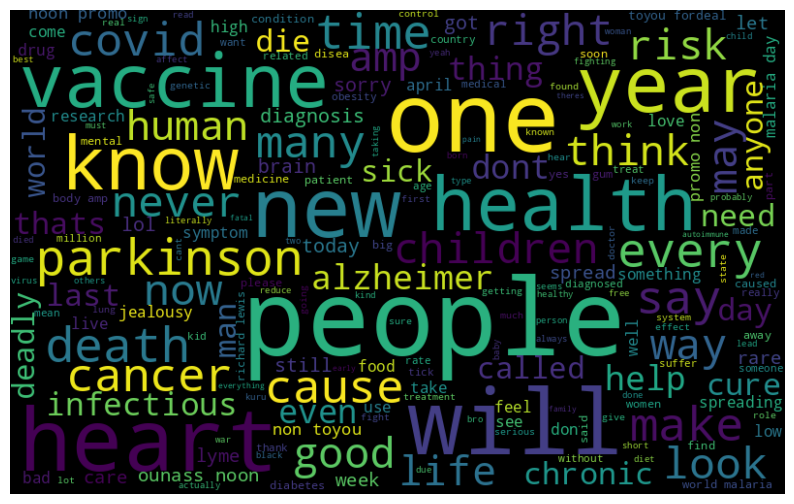 noon promo
come
real
sign
read
condition
related
want
control
country
woman
toyou fordeal
deal
child
covid
time
got
right
risk
let
high
yeah
drug
best
affect
disea
amp
soon
fighting
thing
theres
malaria day
vaccine
one
year
safe
genetic
sorry
april
medical
found
obesity
research
diagnosis
love
work
must
world
human
many
know
mental
brain
sick
dont
think
may
anyone
promo non
taking
pain
known
born
hear
yes
gum
treat
keep
type
age
patient
medicine
first
body amp
never
new
health
need
probably
part
literally
fatal
thats
lol
symptom
today
big
children
every
doctor
made
autoimmune
died
million
cant
two
parkinson
game
virus
others
alzheimer
spread
something
state
red
seems
diagnosed
caused
really
last
now
please
reduce
kind
getting
healthy
free
say
day
mean
lung
jealousy
going
people
sure
much
person
system
live
kid
man
always
effect
away
lead
someone
deadly
death
richard lewis
well
way
rare
suffer
cancer
still
food
rate
tick
called
help
cure
everything
early
baby
treatment
cause
take
infectious
even
use
feel
see
fight
bro
family
done
women
spreading
role
kuru
non toyou
said
don
give
low
heart
war
thank
black
good
will
serious
make
look
short
diet
without
find
lyme
bad
lot
care
ounass noon
week
life
due
chronic
actually
diabetes
world malaria